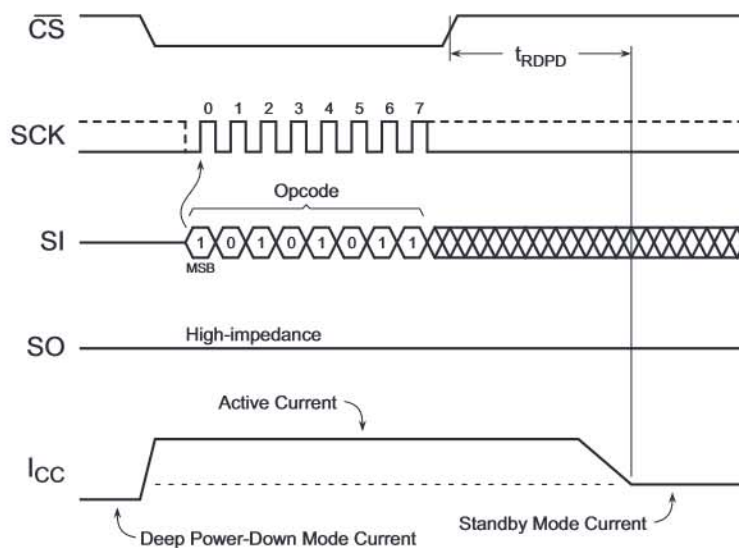 CS
tRDPD
0 1 2 3 4 5 6 7
SCK
Opcode
SI
1 0 1 0 1 0 1 1
MSB
High-impedance
SO
Active Current
ICC
Standby Mode Current
Deep Power-Down Mode Current